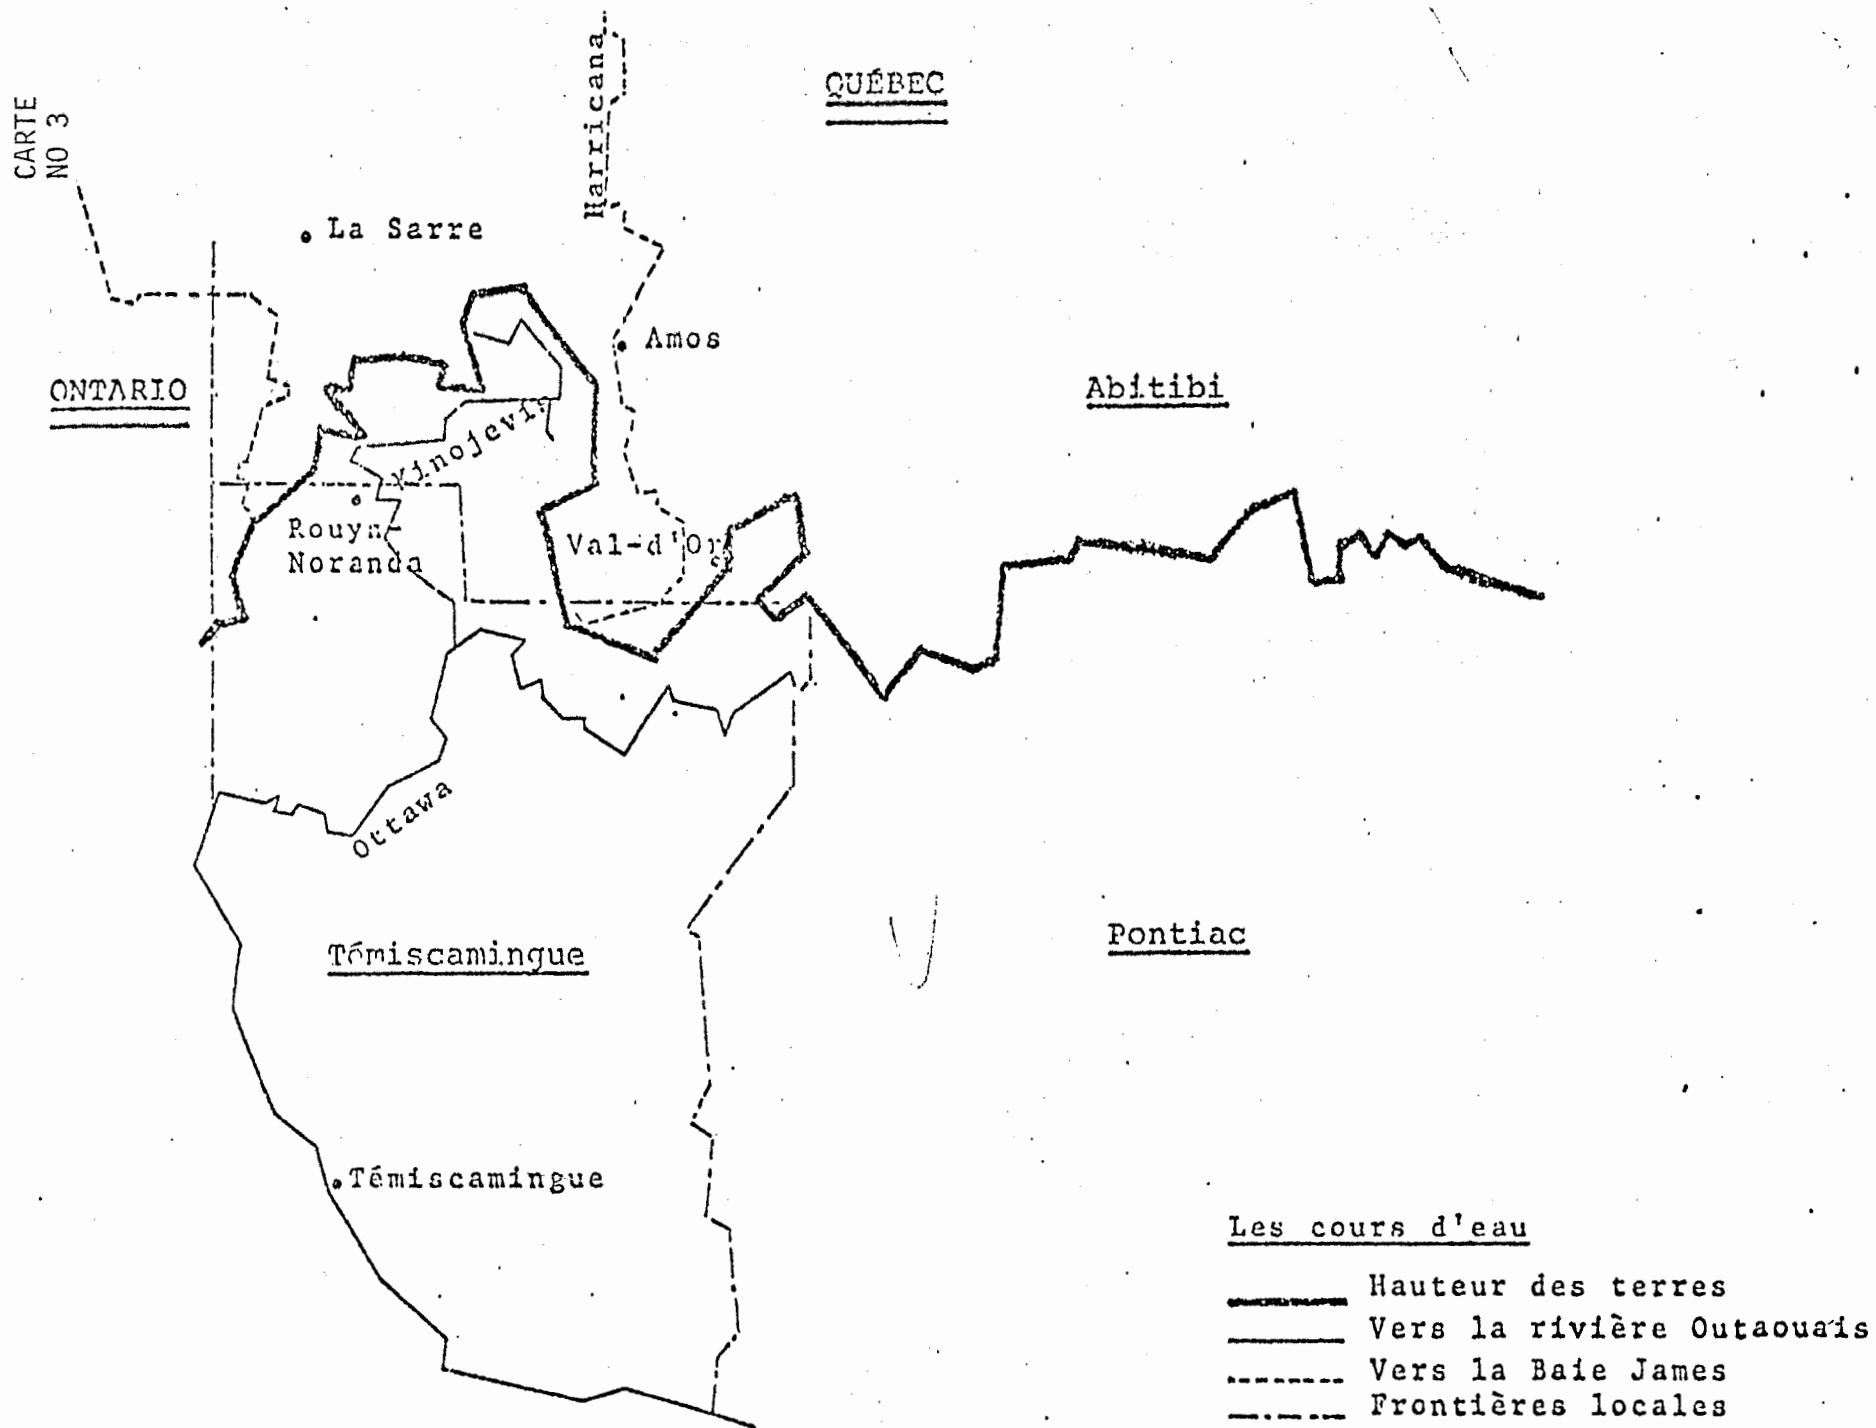 CARTE
NO 3
Harricana
QUÉBEC
La Sarre
Amos
ONTARIO
Abitibi
Kinojevis
Rouyn-
Noranda
Val-d'Or
Ottawa
Témiscamingue
Pontiac
Témiscamingue
Les cours d'eau
Hauteur des terres
Vers la rivière Outaouais
Vers la Baie James
Frontières locales